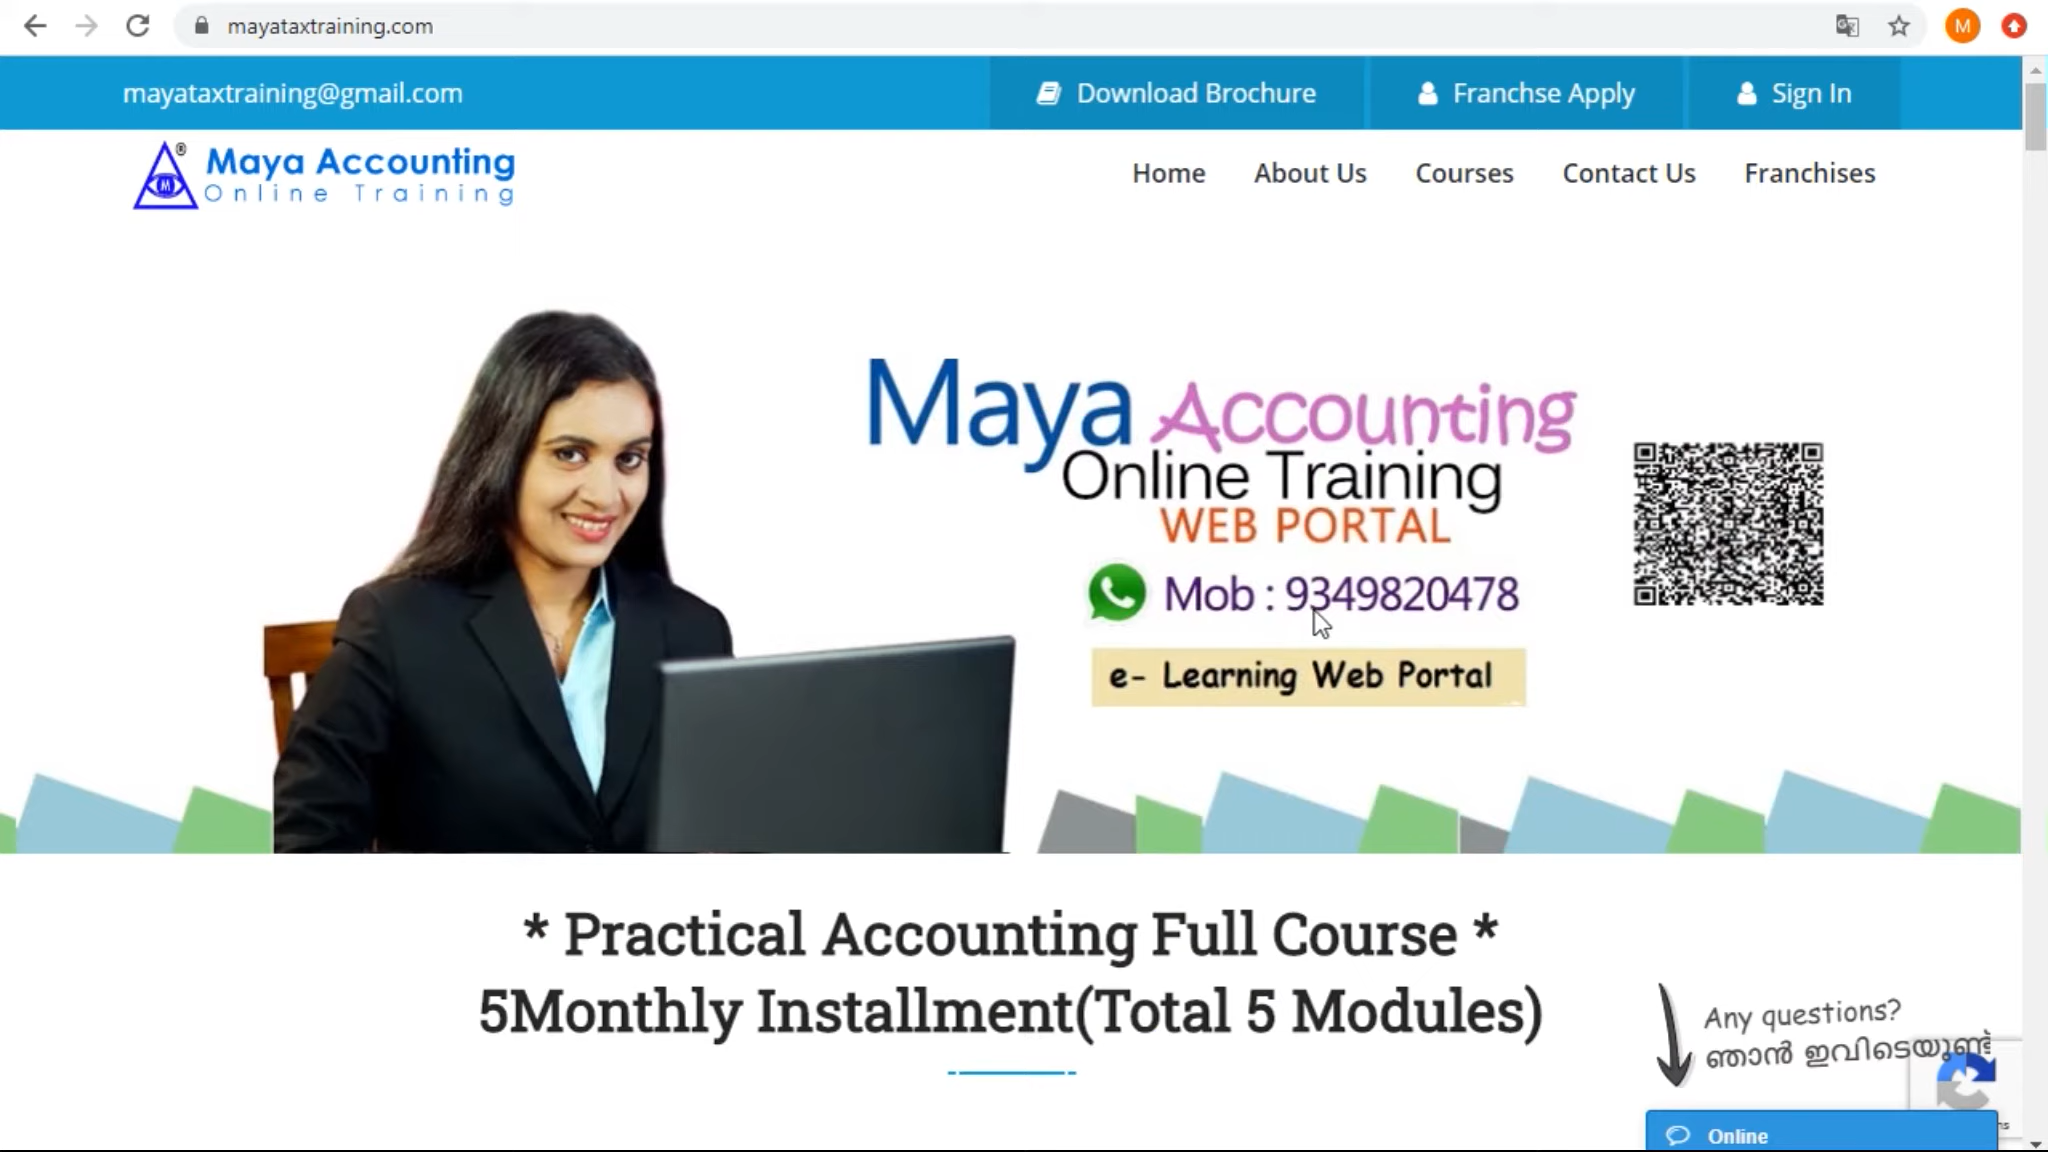 mayataxtraining.com
M
mayataxtraining@gmail.com
Download Brochure
Franchse Apply
Sign In
M
®
Maya Accounting
Online Training
Home
About Us
Courses
Contact Us
Franchises
Maya Accounting
Online Training
WEB PORTAL
Mob : 9349820478
e- Learning Web Portal
* Practical Accounting Full Course *
5Monthly Installment(Total 5 Modules)
Any questions?
ഞാൻ ഇവിടെയുണ്ട്
Online